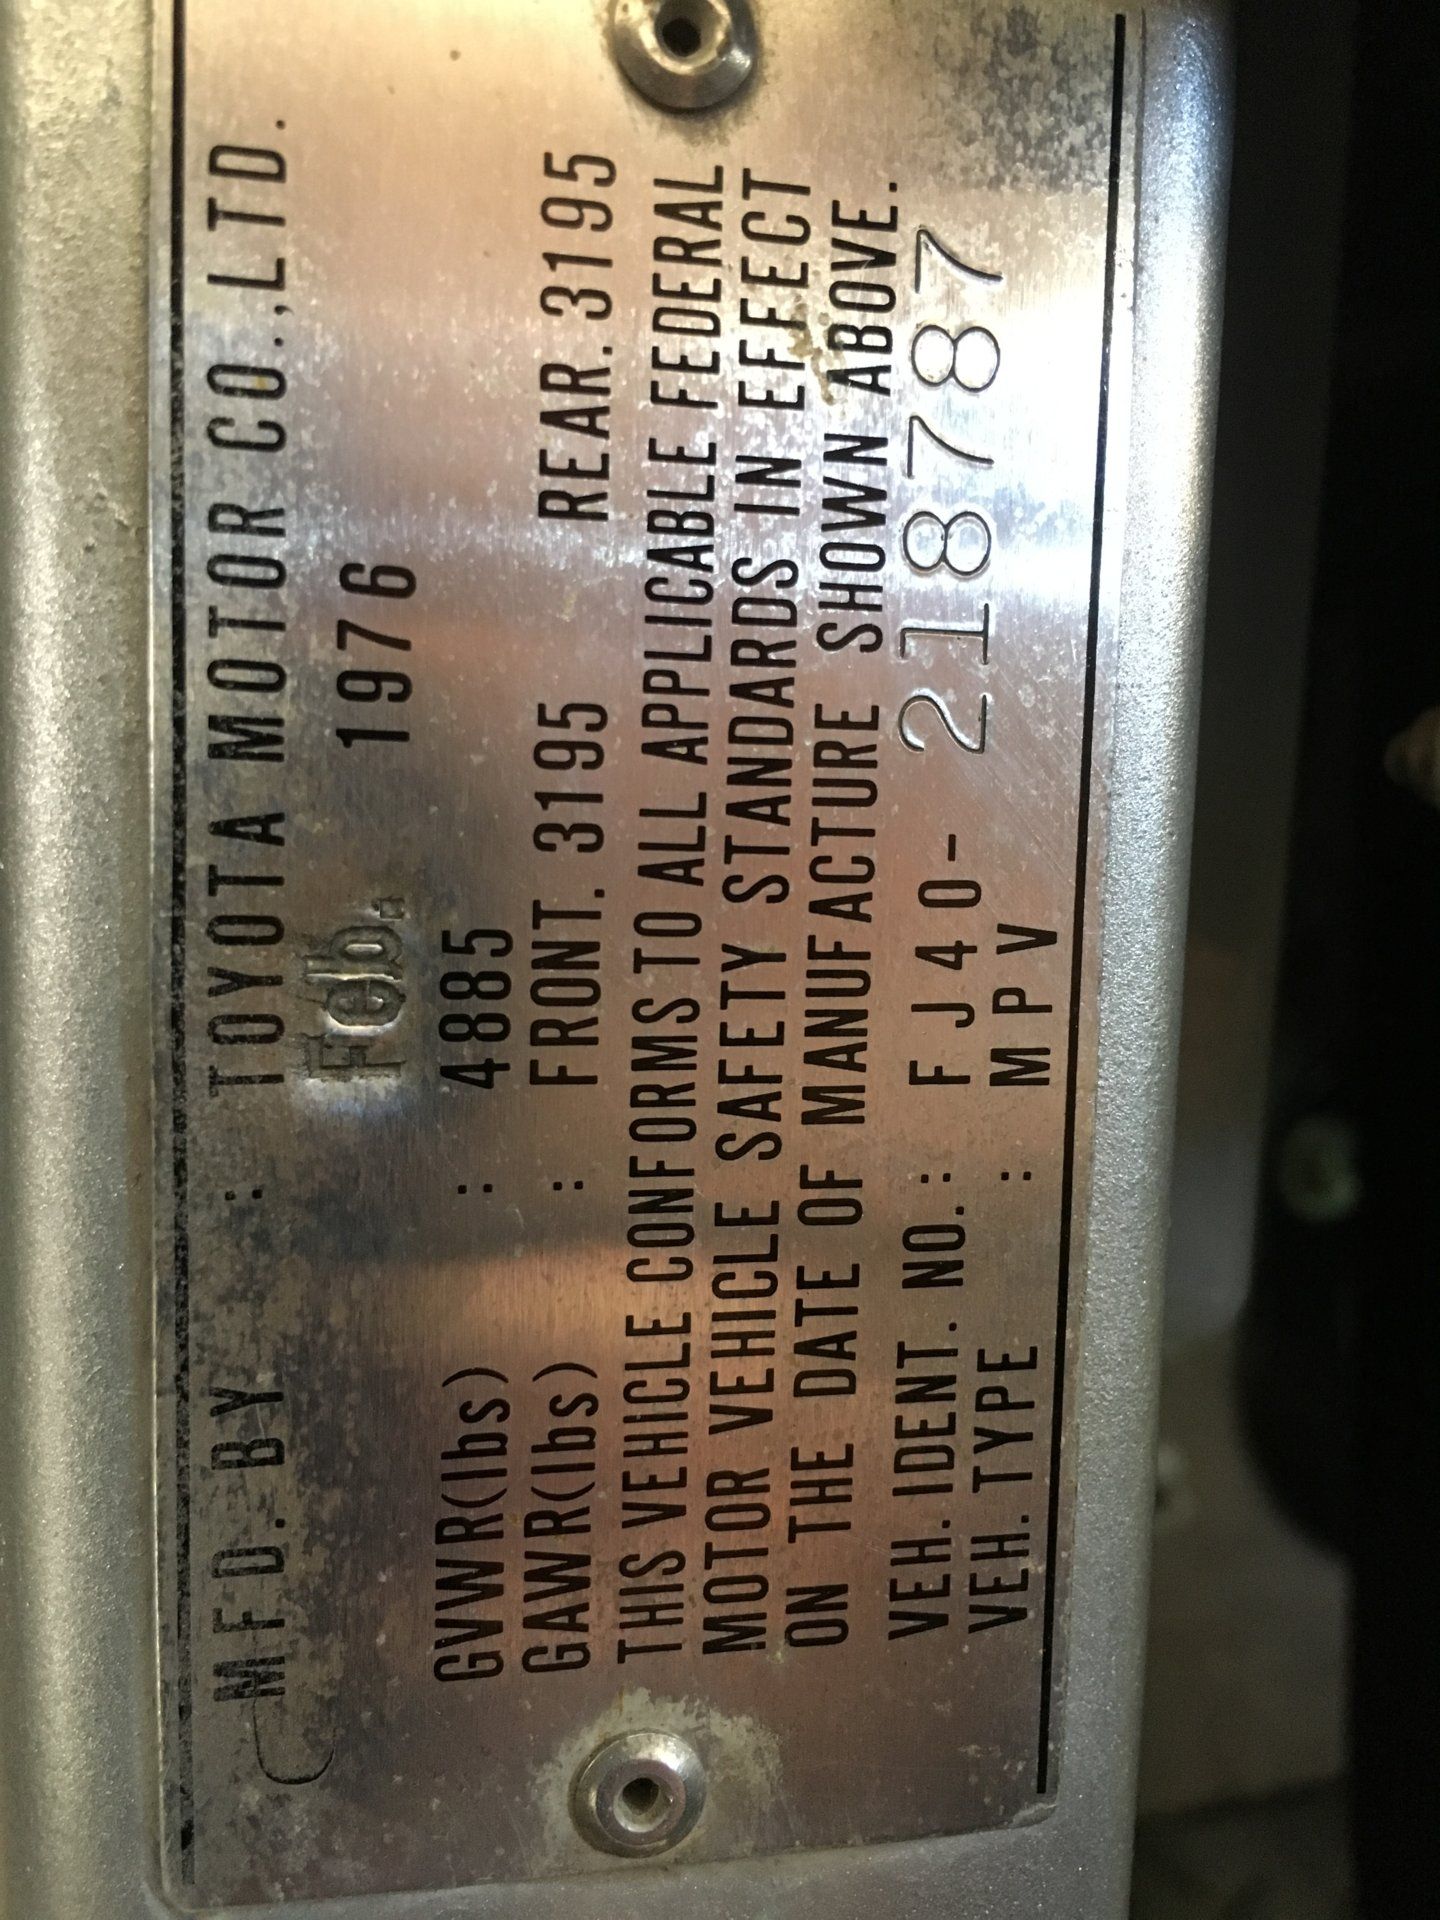 MFD. BY : TOYOTA MOTOR CO.,LTD.
Feb. 1976
GVWR(lbs) : 4885
GAWR(lbs) : FRONT. 3195 REAR. 3195
THIS VEHICLE CONFORMS TO ALL APPLICABLE FEDERAL
MOTOR VEHICLE SAFETY STANDARDS IN EFFECT
ON THE DATE OF MANUFACTURE SHOWN ABOVE.
VEH. IDENT. NO. : FJ40- 218787
VEH. TYPE : MPV